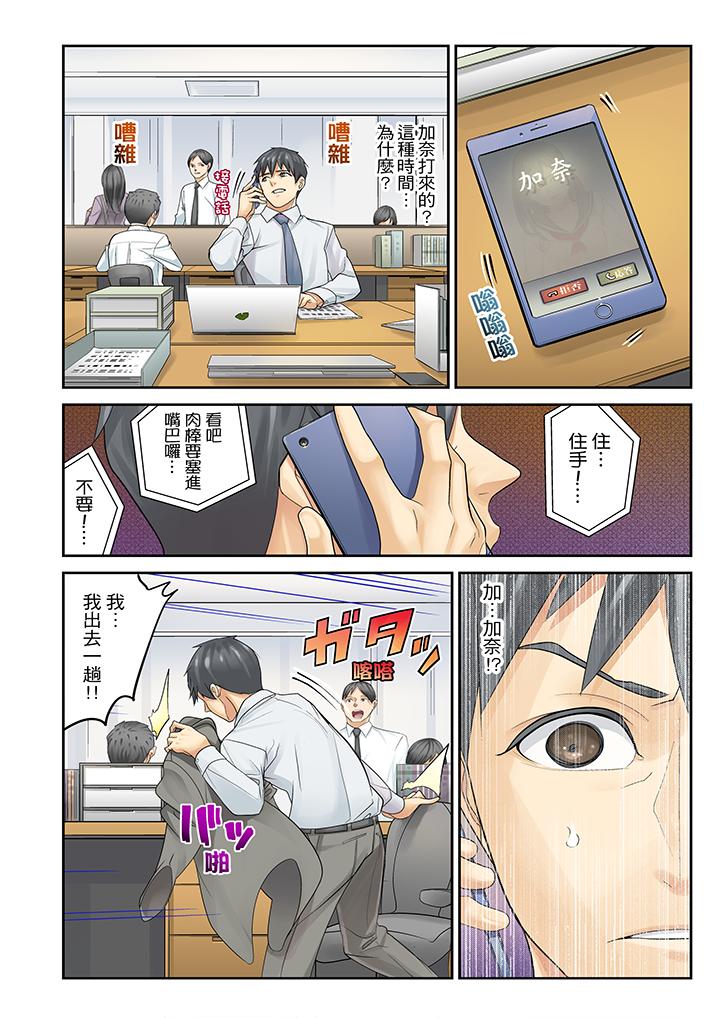 加奈
拒否
応答
嗡嗡嗡
加奈打來的？
這種時間…
為什麼？
嘈雜
接電話
嘈雜
住…
住手！…
看吧
肉棒要塞進
嘴巴囉…
不要！…
加…加奈!?
ガタッ
喀嗒
我…
我出去一趟!!
バッ
啪